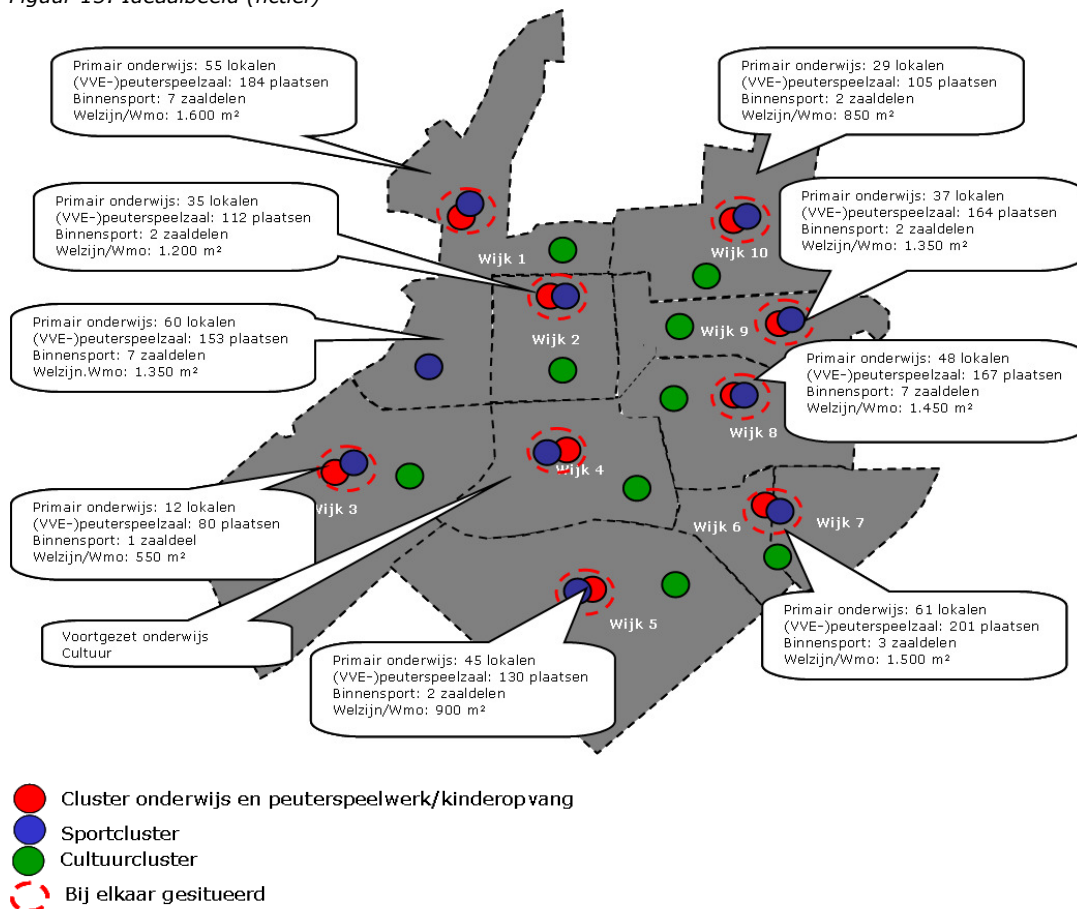 Figuur 15: Ideaalbeeld (fictief)
Primair onderwijs: 55 lokalen
(VVE-)peuterspeelzaal: 184 plaatsen
Binnensport: 7 zaaldelen
Welzijn/Wmo: 1.600 m²
Primair onderwijs: 29 lokalen
(VVE-)peuterspeelzaal: 105 plaatsen
Binnensport: 2 zaaldelen
Welzijn/Wmo: 850 m²
Primair onderwijs: 35 lokalen
(VVE-)peuterspeelzaal: 112 plaatsen
Binnensport: 2 zaaldelen
Welzijn/Wmo: 1.200 m²
Primair onderwijs: 37 lokalen
(VVE-)peuterspeelzaal: 164 plaatsen
Binnensport: 2 zaaldelen
Welzijn/Wmo: 1.350 m²
Wijk 1
Wijk 10
Primair onderwijs: 60 lokalen
(VVE-)peuterspeelzaal: 153 plaatsen
Binnensport: 7 zaaldelen
Welzijn.Wmo: 1.350 m²
Wijk 2
Wijk 9
Primair onderwijs: 48 lokalen
(VVE-)peuterspeelzaal: 167 plaatsen
Binnensport: 7 zaaldelen
Welzijn/Wmo: 1.450 m²
Wijk 8
Wijk 4
Primair onderwijs: 12 lokalen
(VVE-)peuterspeelzaal: 80 plaatsen
Binnensport: 1 zaaldeel
Welzijn/Wmo: 550 m²
Wijk 3
Wijk 6
Wijk 7
Voortgezet onderwijs
Cultuur
Wijk 5
Primair onderwijs: 45 lokalen
(VVE-)peuterspeelzaal: 130 plaatsen
Binnensport: 2 zaaldelen
Welzijn/Wmo: 900 m²
Primair onderwijs: 61 lokalen
(VVE-)peuterspeelzaal: 201 plaatsen
Binnensport: 3 zaaldelen
Welzijn/Wmo: 1.500 m²
Cluster onderwijs en peuterspeelwerk/kinderopvang
Sportcluster
Cultuurcluster
Bij elkaar gesitueerd